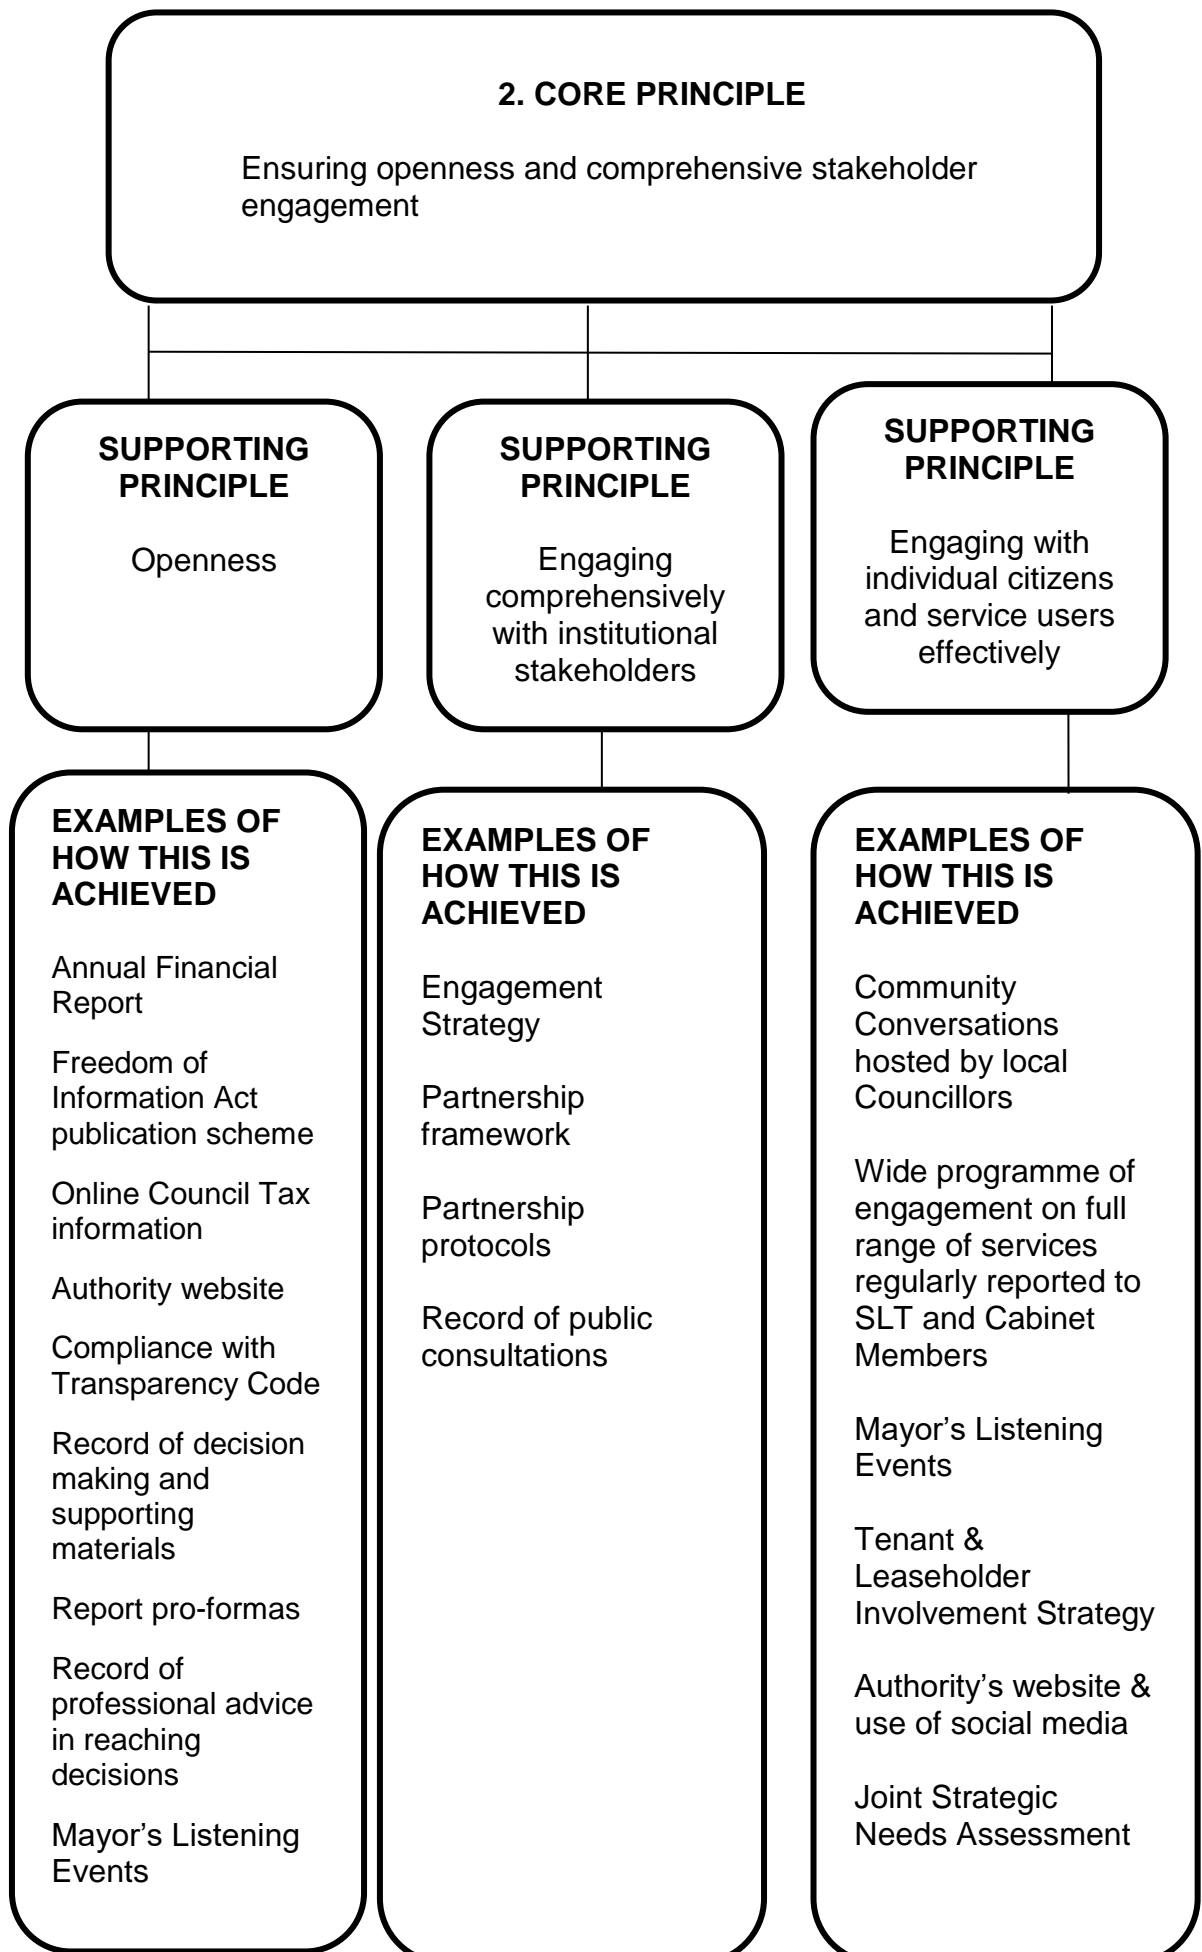 2. CORE PRINCIPLE
Ensuring openness and comprehensive stakeholder
engagement
SUPPORTING
PRINCIPLE
Openness
SUPPORTING
PRINCIPLE
Engaging
comprehensively
with institutional
stakeholders
SUPPORTING
PRINCIPLE
Engaging with
individual citizens
and service users
effectively
EXAMPLES OF
HOW THIS IS
ACHIEVED
Annual Financial
Report
Freedom of
Information Act
publication scheme
Online Council Tax
information
Authority website
Compliance with
Transparency Code
Record of decision
making and
supporting
materials
Report pro-formas
Record of
professional advice
in reaching
decisions
Mayor’s Listening
Events
EXAMPLES OF
HOW THIS IS
ACHIEVED
Engagement
Strategy
Partnership
framework
Partnership
protocols
Record of public
consultations
EXAMPLES OF
HOW THIS IS
ACHIEVED
Community
Conversations
hosted by local
Councillors
Wide programme of
engagement on full
range of services
regularly reported to
SLT and Cabinet
Members
Mayor’s Listening
Events
Tenant &
Leaseholder
Involvement Strategy
Authority’s website &
use of social media
Joint Strategic
Needs Assessment